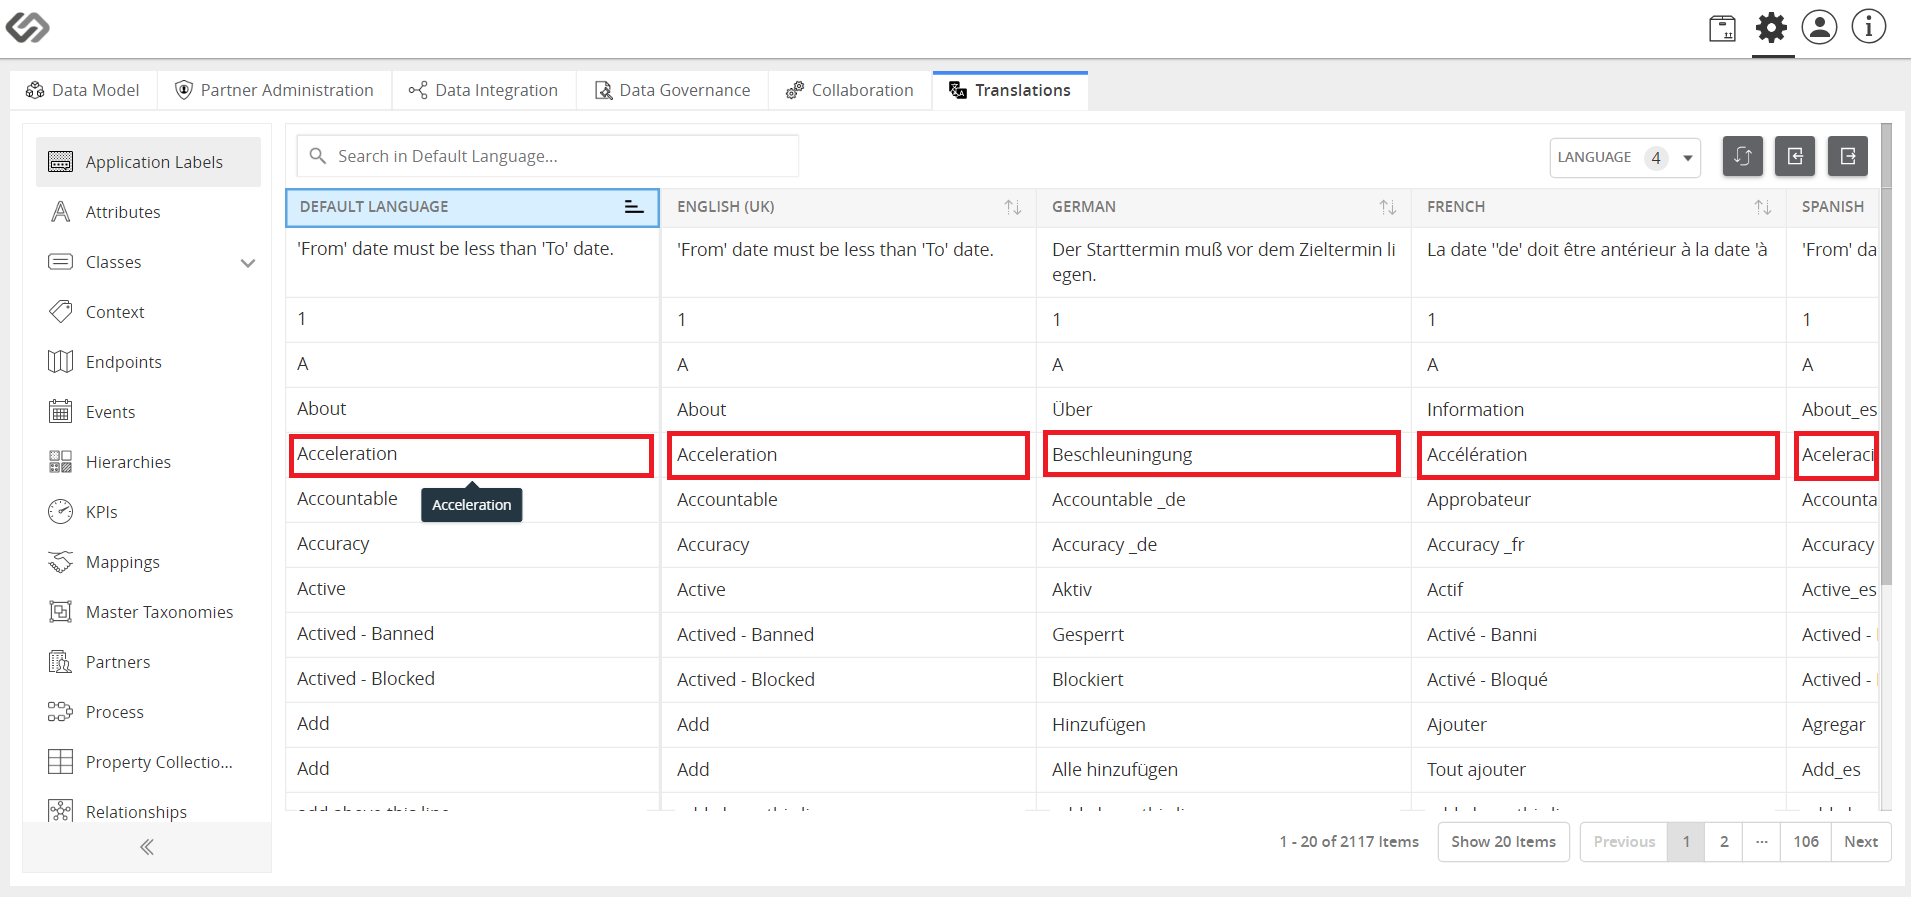 Data Model
Partner Administration
Data Integration
Data Governance
Collaboration
Translations
Application Labels
Attributes
Classes
Context
Endpoints
Events
Hierarchies
KPIs
Mappings
Master Taxonomies
Partners
Process
Property Collectio...
Relationships
Search in Default Language...
LANGUAGE 4
DEFAULT LANGUAGE ENGLISH (UK) GERMAN FRENCH SPANISH
'From' date must be less than 'To' date. 'From' date must be less than 'To' date. Der Starttermin muß vor dem Zieltermin li La date ''de' doit être antérieur à la date 'à 'From' da
egen.
1 1 1 1 1
A A A A A
About About Über Information About_es
Acceleration Acceleration Beschleuningung Accélération Aceleraci
Accountable Accountable Accountable _de Approbateur Accounta
Acceleration
Accuracy Accuracy Accuracy _de Accuracy _fr Accuracy
Active Active Aktiv Actif Active_es
Actived - Banned Actived - Banned Gesperrt Activé - Banni Actived -
Actived - Blocked Actived - Blocked Blockiert Activé - Bloqué Actived -
Add Add Hinzufügen Ajouter Agregar
Add Add Alle hinzufügen Tout ajouter Add_es
1 - 20 of 2117 Items
Show 20 Items
Previous 1 2 ... 106 Next